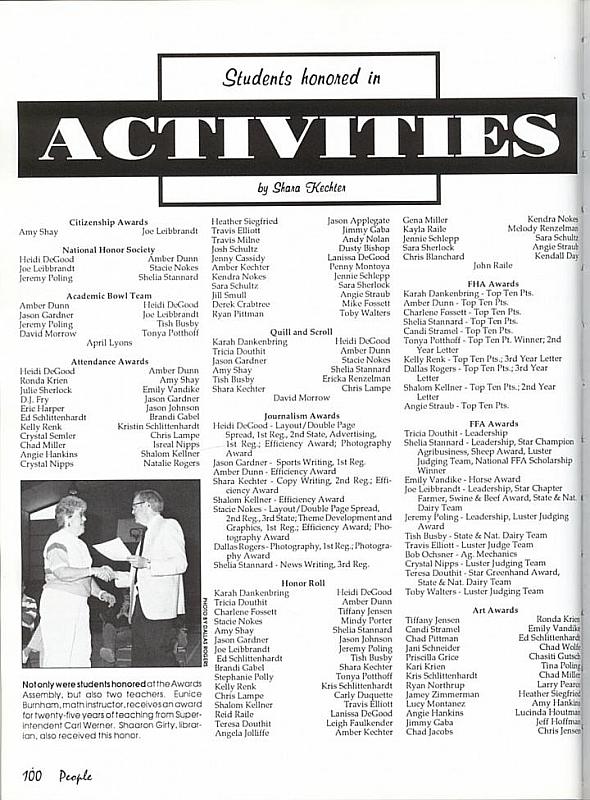 Students honored in
ACTIVITIES
by Shara Kechter
Citizenship Awards
Amy Shay Joe Leibbrandt
National Honor Society
Heidi DeGood Amber Dunn
Joe Leibbrandt Stacie Nokes
Jeremy Poling Shelia Stannard
Academic Bowl Team
Amber Dunn Heidi DeGood
Jason Gardner Joe Leibbrandt
Jeremy Poling Tish Busby
David Morrow Tonya Potthoff
April Lyons
Attendance Awards
Heidi DeGood Amber Dunn
Ronda Krien Amy Shay
Julie Sherlock Emily Vandike
D.J. Fry Jason Gardner
Eric Harper Jason Johnson
Ed Schlittenhardt Brandi Gabel
Kelly Renk Kristin Schlittenhardt
Crystal Semler Chris Lampe
Chad Miller Isreal Nipps
Angie Hankins Shalom Kellner
Crystal Nipps Natalie Rogers
PHOTO BY DALLAS ROGERS
Not only were students honored at the Awards
Assembly, but also two teachers. Eunice
Burnham, math instructor, receives an award
for twenty-five years of teaching from Super-
intendent Carl Werner. Shaaron Girty, librar-
ian, also received this honor.
Heather Siegfried Jason Applegate
Travis Elliott Jimmy Gaba
Travis Milne Andy Nolan
Josh Schultz Dusty Bishop
Jenny Cassidy Lanissa DeGood
Amber Kechter Penny Montoya
Kendra Nokes Jennie Schlepp
Sara Schultz Sara Sherlock
Jill Small Angie Straub
Derek Crabtree Mike Fossett
Ryan Pittman Toby Walters
Quill and Scroll
Karah Dankenbring Heidi DeGood
Tricia Douthit Amber Dunn
Jason Gardner Stacie Nokes
Amy Shay Shelia Stannard
Tish Busby Ericka Renzelman
Shara Kechter Chris Lampe
David Morrow
Journalism Awards
Heidi DeGood - Layout/Double Page
Spread, 1st Reg., 2nd State, Advertising,
1st Reg.; Efficiency Award; Photography
Award
Jason Gardner - Sports Writing, 1st Reg.
Amber Dunn - Efficiency Award
Shara Kechter - Copy Writing, 2nd Reg.; Effi-
ciency Award
Shalom Kellner - Efficiency Award
Stacie Nokes - Layout/Double Page Spread,
2nd Reg., 3rd State; Theme Development and
Graphics, 1st Reg.; Efficiency Award; Pho-
tography Award
Dallas Rogers - Photography, 1st Reg.; Photogra-
phy Award
Shelia Stannard - News Writing, 3rd Reg.
Honor Roll
Karah Dankenbring Heidi DeGood
Tricia Douthit Amber Dunn
Charlene Fossett Tiffany Jensen
Stacie Nokes Mindy Porter
Amy Shay Shelia Stannard
Jason Gardner Jason Johnson
Joe Leibbrandt Jeremy Poling
Ed Schlittenhardt Tish Busby
Brandi Gabel Shara Kechter
Stephanie Polly Tonya Potthoff
Kelly Renk Kris Schlittenhardt
Chris Lampe Carly Duquette
Shalom Kellner Travis Elliott
Reid Raile Lanissa DeGood
Teresa Douthit Leigh Faulkender
Angela Jolliffe Amber Kechter
Gena Miller Kendra Nokes
Kayla Raile Melody Renzelman
Jennie Schlepp Sara Schultz
Sara Sherlock Angie Straub
Chris Blanchard Kendall Day
John Raile
FHA Awards
Karah Dankenbring - Top Ten Pts.
Amber Dunn - Top Ten Pts.
Charlene Fossett - Top Ten Pts.
Shelia Stannard - Top Ten Pts.
Candi Stramel - Top Ten Pts.
Tonya Potthoff - Top Ten Pt. Winner; 2nd
Year Letter
Kelly Renk - Top Ten Pts.; 3rd Year Letter
Dallas Rogers - Top Ten Pts.; 3rd Year
Letter
Shalom Kellner - Top Ten Pts.; 2nd Year
Letter
Angie Straub - Top Ten Pts.
FFA Awards
Tricia Douthit - Leadership
Shelia Stannard - Leadership, Star Champion
Agribusiness, Sheep Award, Luster
Judging Team, National FFA Scholarship
Winner
Emily Vandike - Horse Award
Joe Leibbrandt - Leadership, Star Chapter
Farmer, Swine & Beef Award, State & Nat.
Dairy Team
Jeremy Poling - Leadership, Luster Judging
Award
Tish Busby - State & Nat. Dairy Team
Travis Elliott - Luster Judge Team
Bob Ochsner - Ag. Mechanics
Crystal Nipps - Luster Judging Team
Teresa Douthit - Star Greenhand Award,
State & Nat. Dairy Team
Toby Walters - Luster Judging Team
Art Awards
Tiffany Jensen Ronda Krien
Candi Stramel Emily Vandike
Chad Pittman Ed Schlittenhardt
Jani Schneider Chad Wolfe
Priscilla Grice Chasiti Gutsch
Kari Krien Tina Poling
Kris Schlittenhardt Chad Miller
Ryan Northrup Larry Pearce
Jamey Zimmerman Heather Siegfried
Lucy Montanez Amy Hankins
Angie Hankins Lucinda Houtman
Jimmy Gaba Jeff Hoffman
Chad Jacobs Chris Jensen
100 People